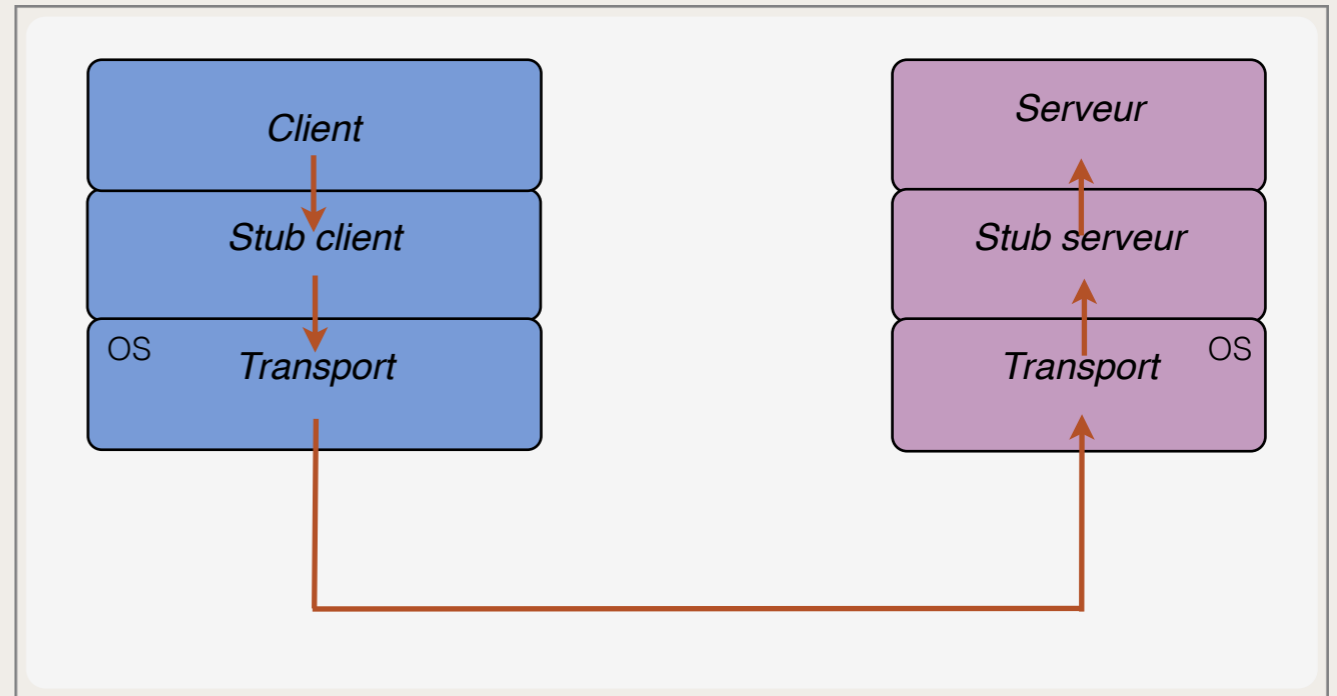 Client
Stub client
OS
Transport
Serveur
Stub serveur
Transport
OS